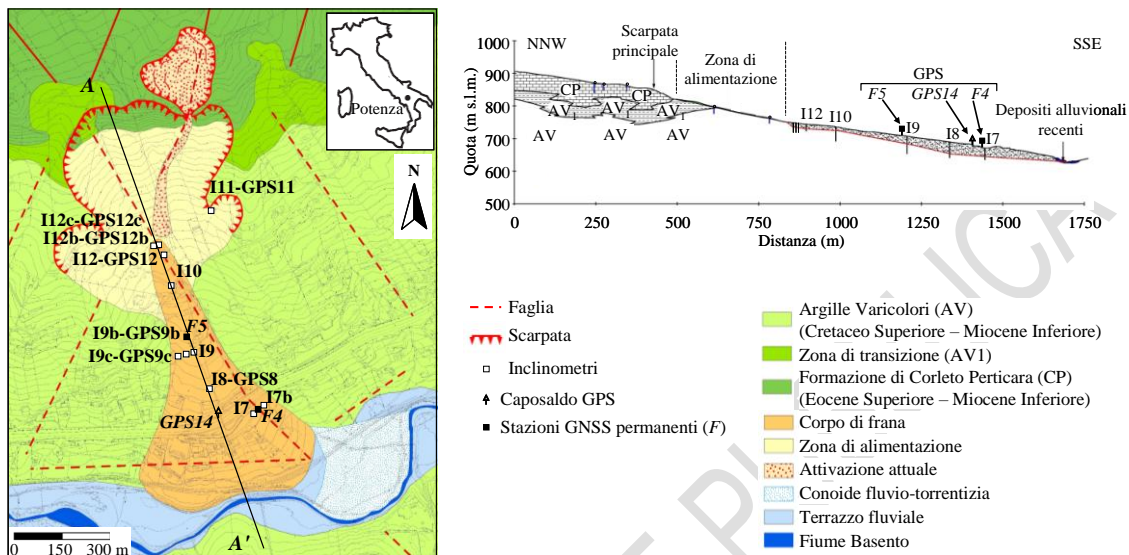 A
Potenza
N
I11-GPS11
I12c-GPS12c
I12b-GPS12b
I12-GPS12
I10
I9b-GPS9b
F5
I9c-GPS9c
I9
I8-GPS8
I7b
I7
F4
GPS14
A'
0 150 300 m
1000
900
800
700
600
500
Quota (m s.l.m.)
NNW
Scarpata
principale
Zona di
alimentazione
SSE
GPS
F5 GPS14 F4
Depositi alluvionali
recenti
CP CP
AV AV
AV AV AV
I12 I10 I9 I8 I7
0 250 500 750 1000 1250 1500 1750
Distanza (m)
Faglia
Scarpata
Inclinometri
Caposaldo GPS
Stazioni GNSS permanenti (F)
Argille Varicolori (AV)
(Cretaceo Superiore – Miocene Inferiore)
Zona di transizione (AV1)
Formazione di Corleto Perticara (CP)
(Eocene Superiore – Miocene Inferiore)
Corpo di frana
Zona di alimentazione
Attivazione attuale
Conoide fluvio-torrentizia
Terrazzo fluviale
Fiume Basento